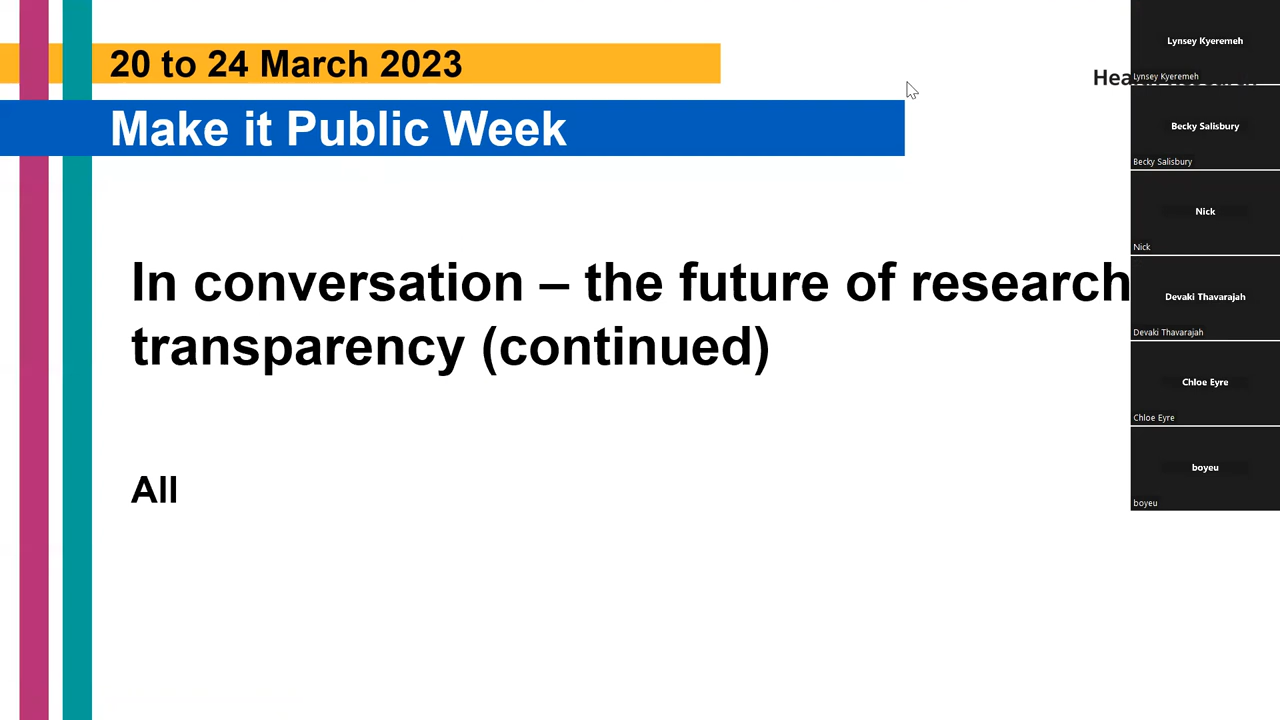 20 to 24 March 2023
Make it Public Week
In conversation – the future of research
transparency (continued)
All
Hea
Lynsey Kyeremeh
Lynsey Kyeremeh
Becky Salisbury
Becky Salisbury
Nick
Nick
Devaki Thavarajah
Devaki Thavarajah
Chloe Eyre
Chloe Eyre
boyeu
boyeu